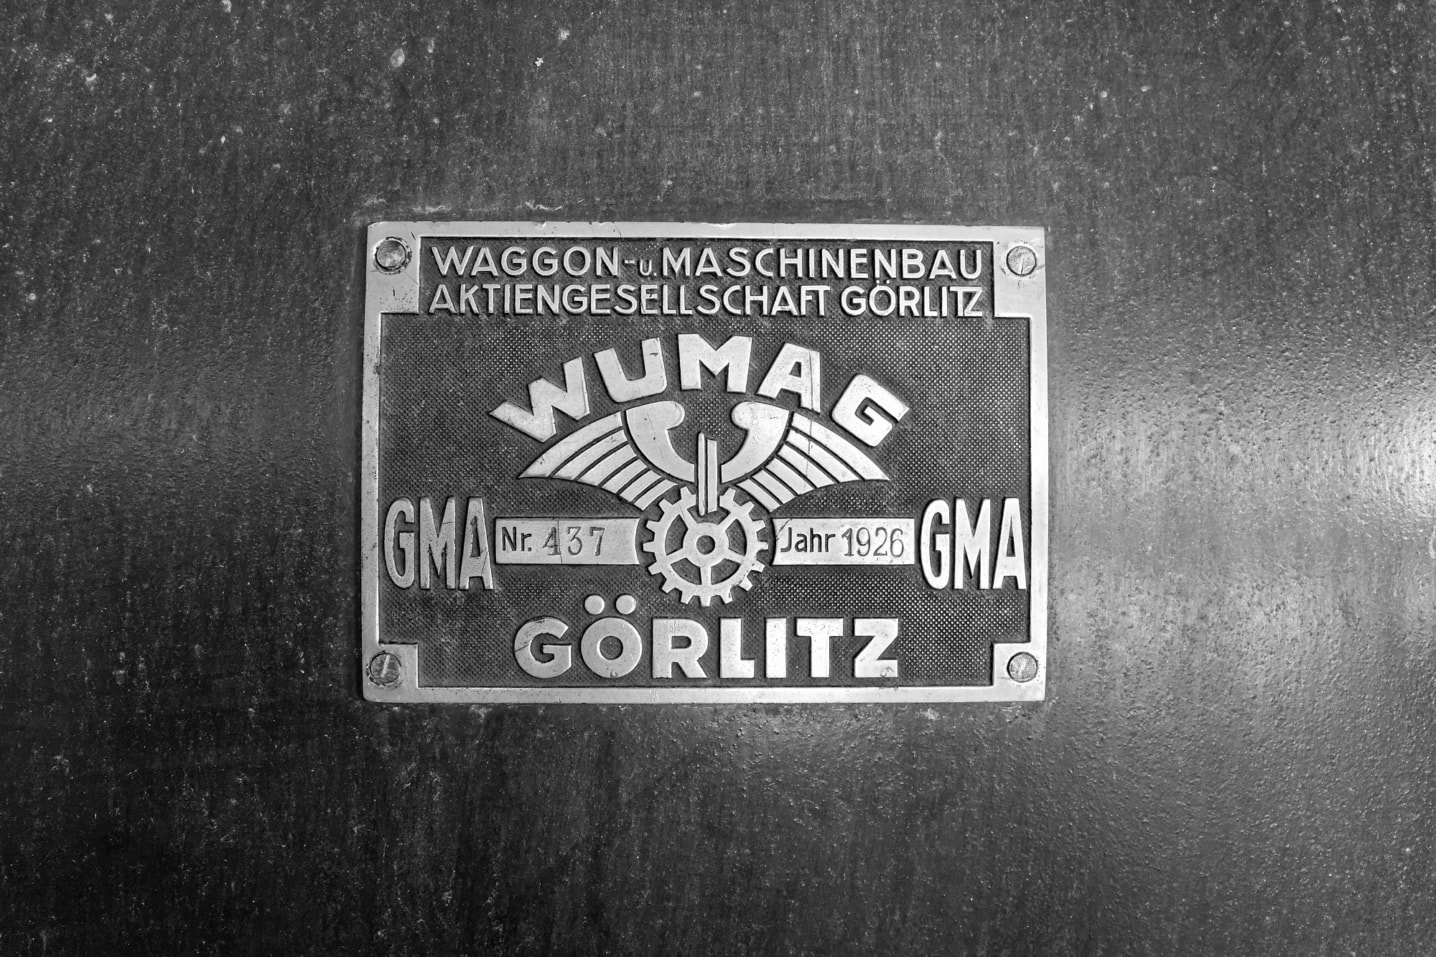 WAGGON-u.MASCHINENBAU
AKTIENGESELLSCHAFT GÖRLITZ
WUMAG
GMA Nr. 437 Jahr 1926 GMA
GÖRLITZ